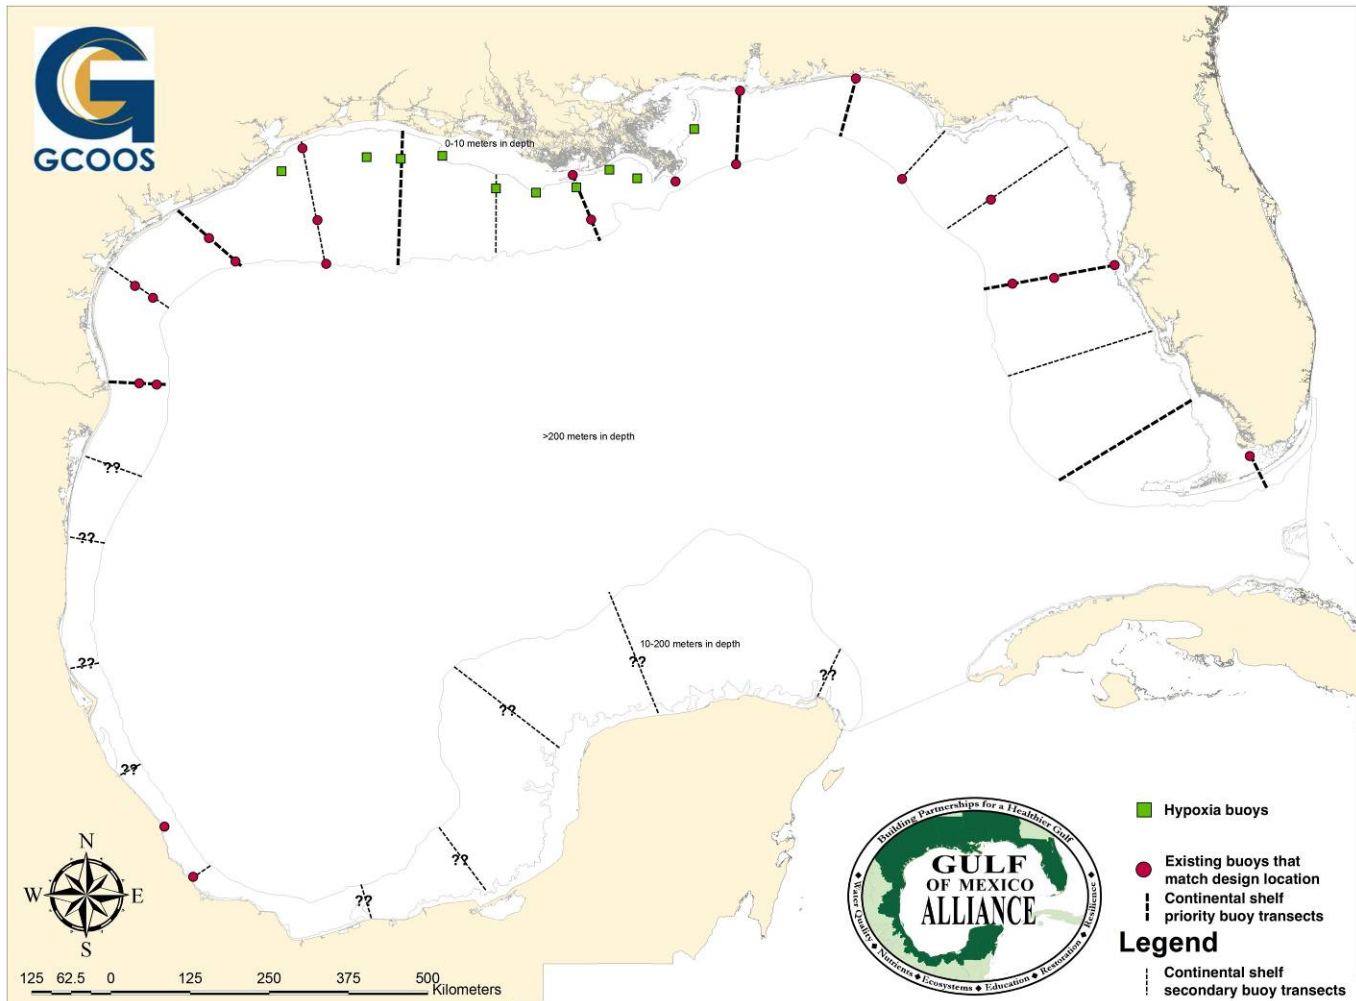 GCOOS
0-10 meters in depth
>200 meters in depth
??
??
??
10-200 meters in depth
??
??
??
??
??
??
N
W
E
S
125 62.5 0 125 250 375 500
Kilometers
Building Partnerships for a Healthier Gulf
GULF
OF MEXICO
ALLIANCE
Water Quality ◆ Nutrients ◆ Ecosystems ◆ Education ◆ Restoration ◆ Resilience
Hypoxia buoys
Existing buoys that
match design location
Continental shelf
priority buoy transects
Legend
Continental shelf
secondary buoy transects